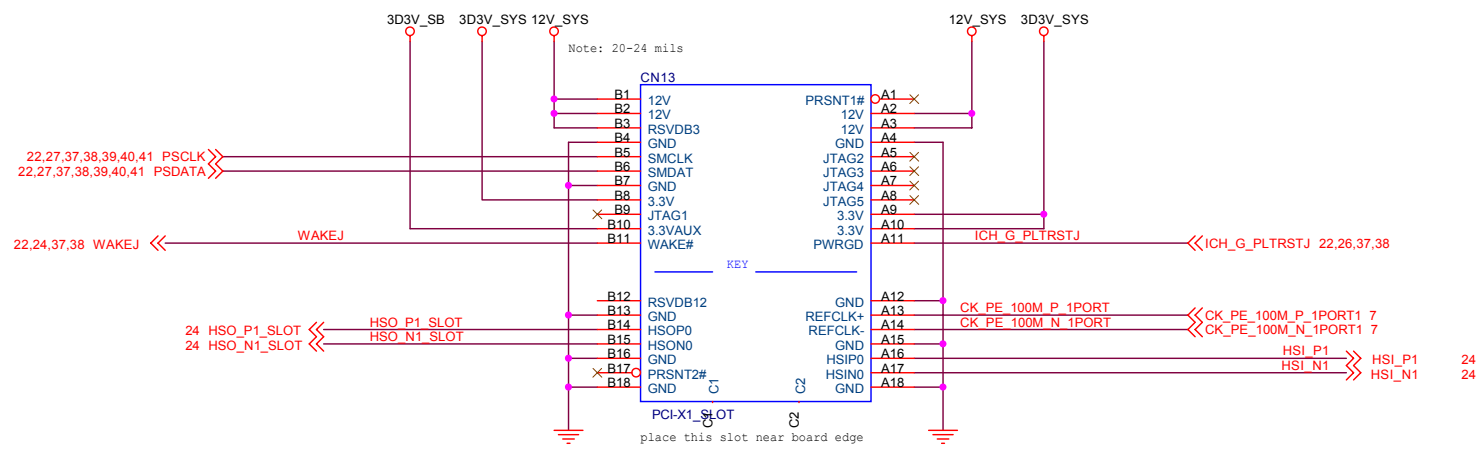 3D3V_SB 3D3V_SYS 12V_SYS 12V_SYS 3D3V_SYS
Note: 20-24 mils
CN13
B1 12V PRSNT1# A1
B2 12V 12V A2
B3 RSVDB3 12V A3
B4 GND GND A4
22,27,37,38,39,40,41 PSCLK B5 SMCLK JTAG2 A5
22,27,37,38,39,40,41 PSDATA B6 SMDAT JTAG3 A6
B7 GND JTAG4 A7
B8 3.3V JTAG5 A8
B9 JTAG1 3.3V A9
B10 3.3VAUX 3.3V A10
22,24,37,38 WAKEJ WAKEJ B11 WAKE# PWRGD A11 ICH_G_PLTRSTJ ICH_G_PLTRSTJ 22,26,37,38
KEY
B12 RSVDB12 GND A12
B13 GND REFCLK+ A13 CK_PE_100M_P_1PORT CK_PE_100M_P_1PORT1 7
24 HSO_P1_SLOT HSO_P1_SLOT B14 HSOP0 REFCLK- A14 CK_PE_100M_N_1PORT CK_PE_100M_N_1PORT1 7
24 HSO_N1_SLOT HSO_N1_SLOT B15 HSON0 GND A15
B16 GND HSIP0 A16 HSI_P1 HSI_P1 24
B17 PRSNT2# HSIN0 A17 HSI_N1 HSI_N1 24
B18 GND C1 C2 GND A18
PCI-X1_SLOT C1 C2
place this slot near board edge